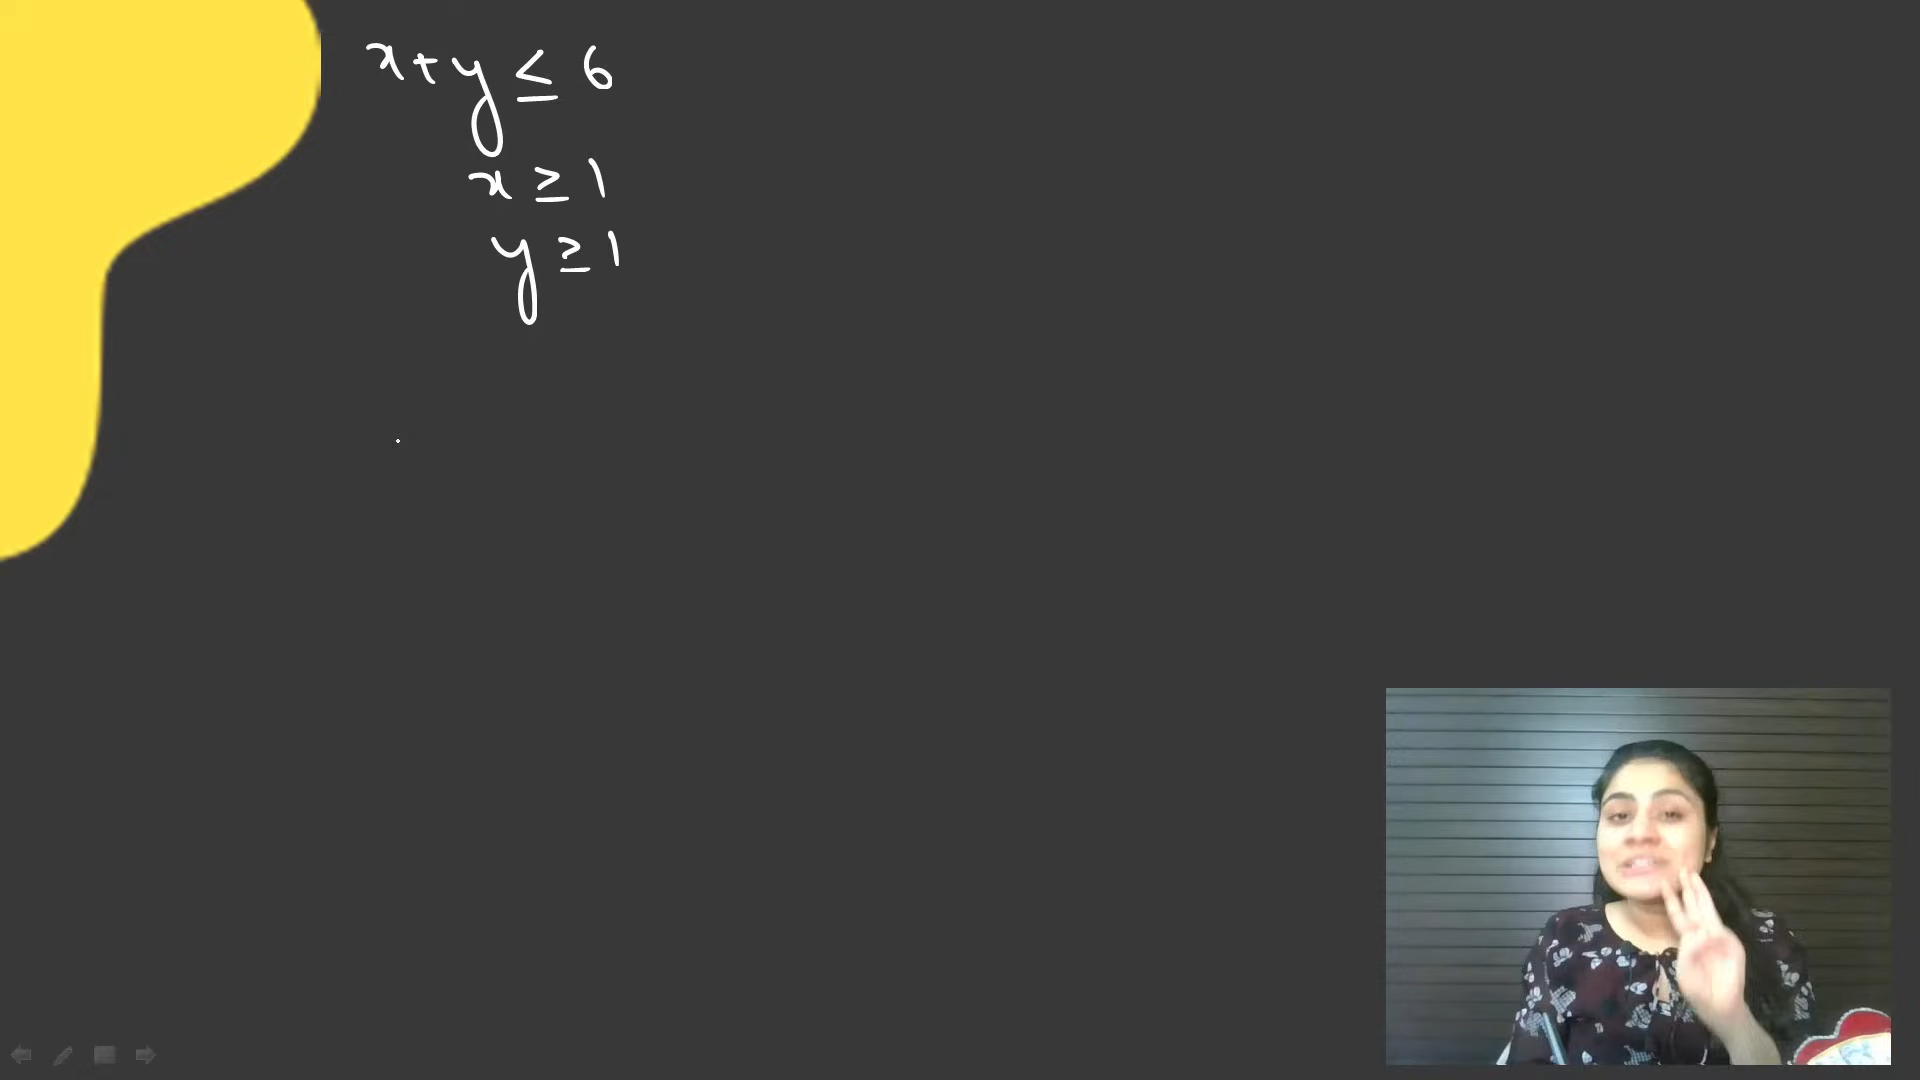 x+y ≤ 6
x ≥ 1
y ≥ 1